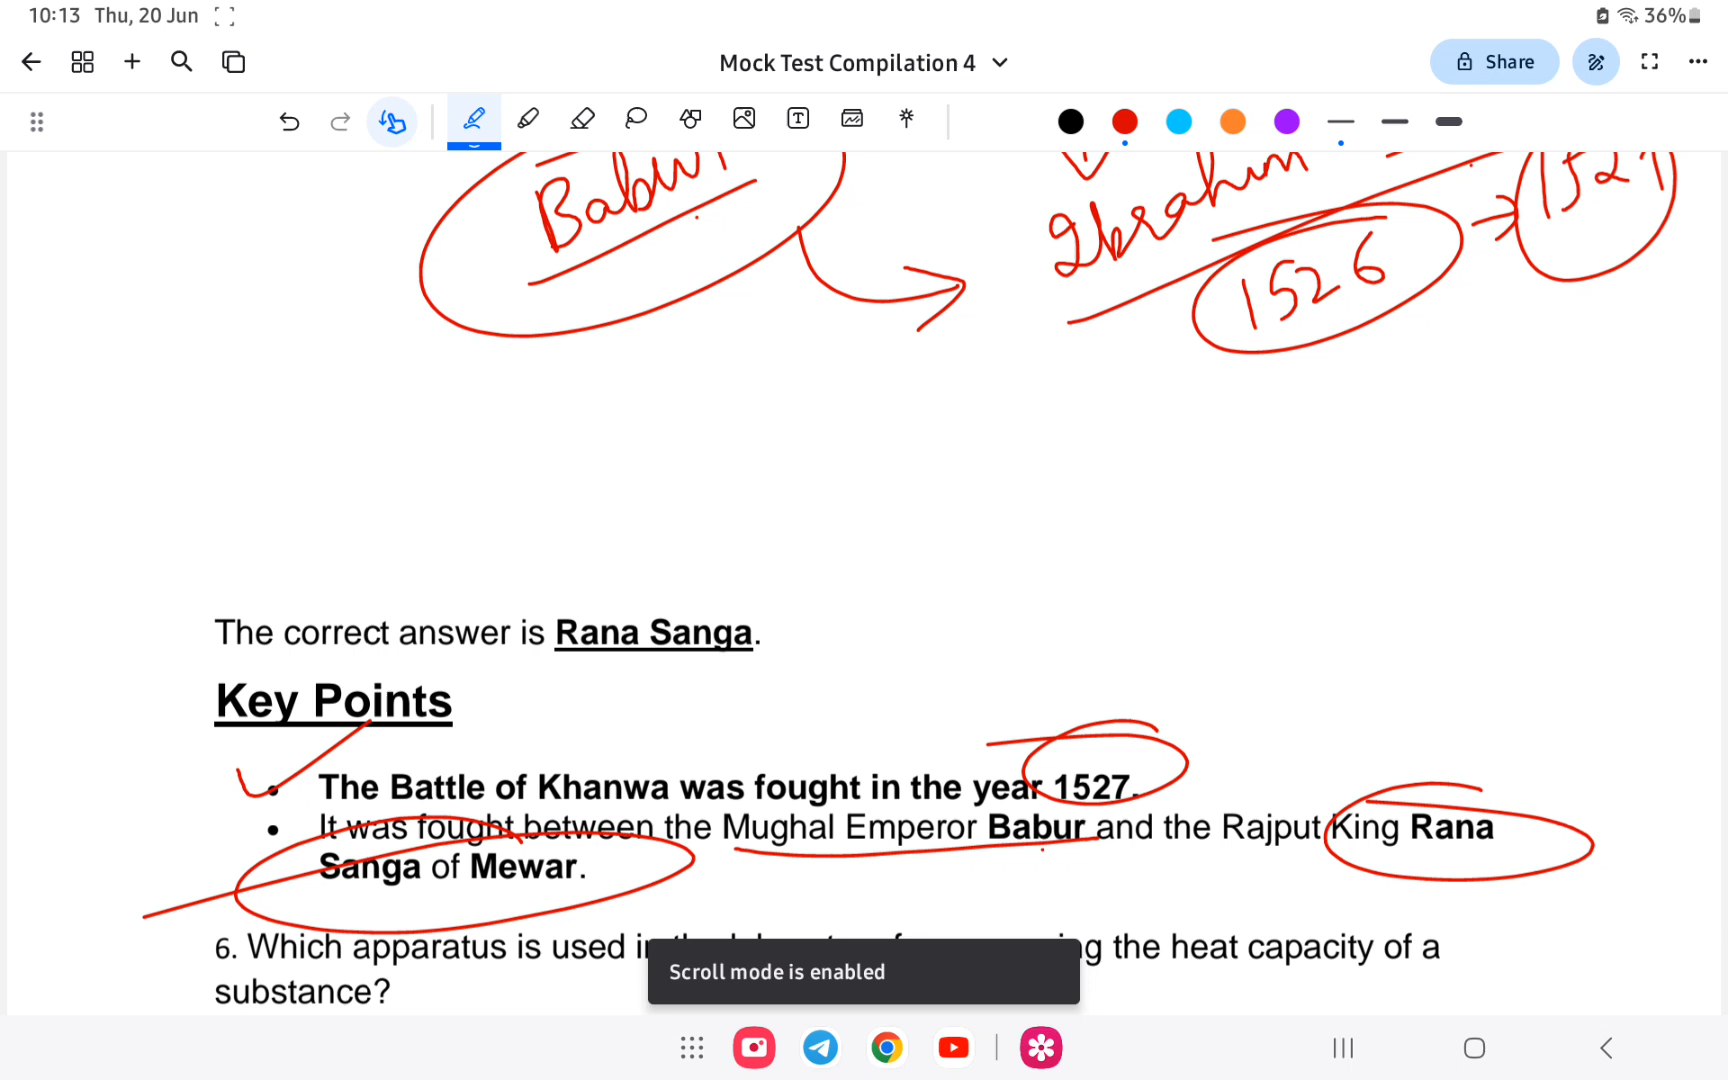 10:13 Thu, 20 Jun 36%
Mock Test Compilation 4
Share
Babur
Ibrahim
1526
1527
The correct answer is Rana Sanga.
Key Points
• The Battle of Khanwa was fought in the year 1527.
• It was fought between the Mughal Emperor Babur and the Rajput King Rana
Sanga of Mewar.
6. Which apparatus is used in the heat capacity of a
substance?
Scroll mode is enabled